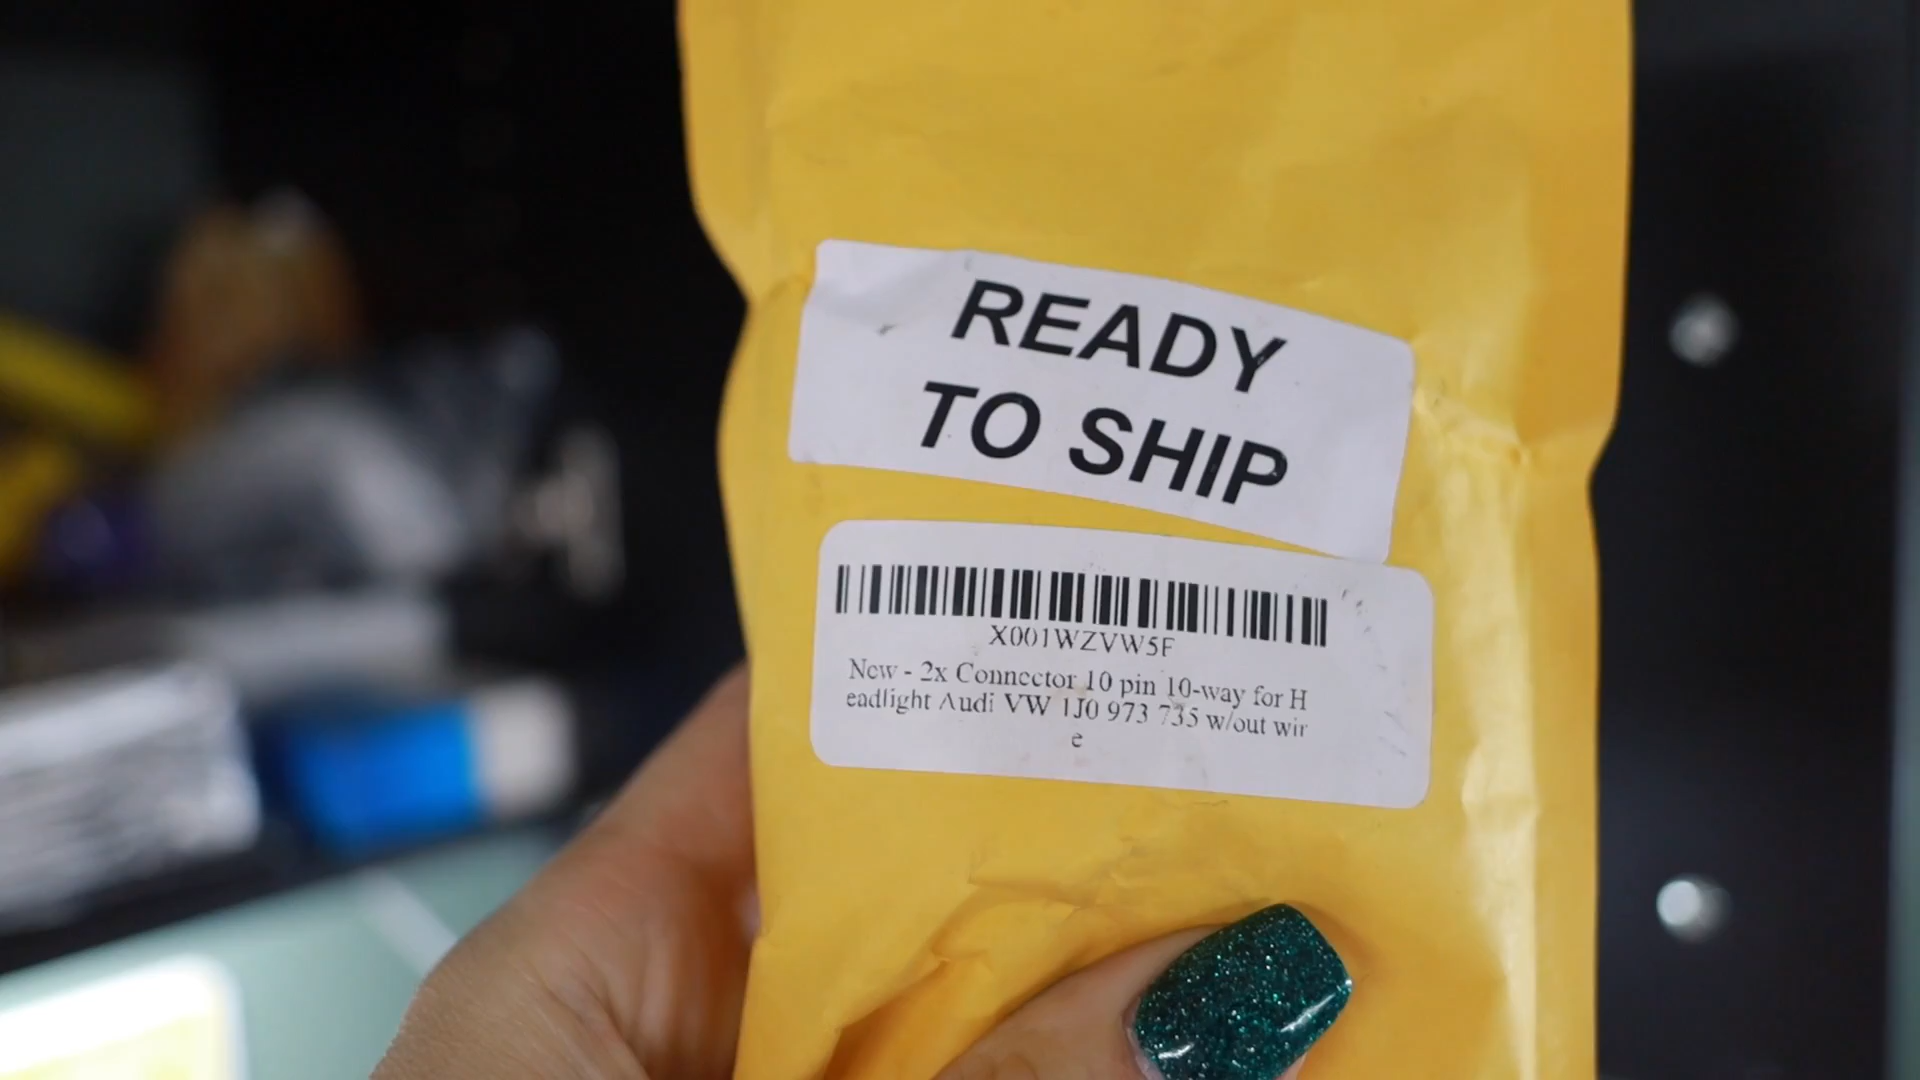 READY
TO SHIP
X001WZVW5F
New - 2x Connector 10 pin 10-way for H
eadlight Audi VW 1J0 973 735 w/out wir
e